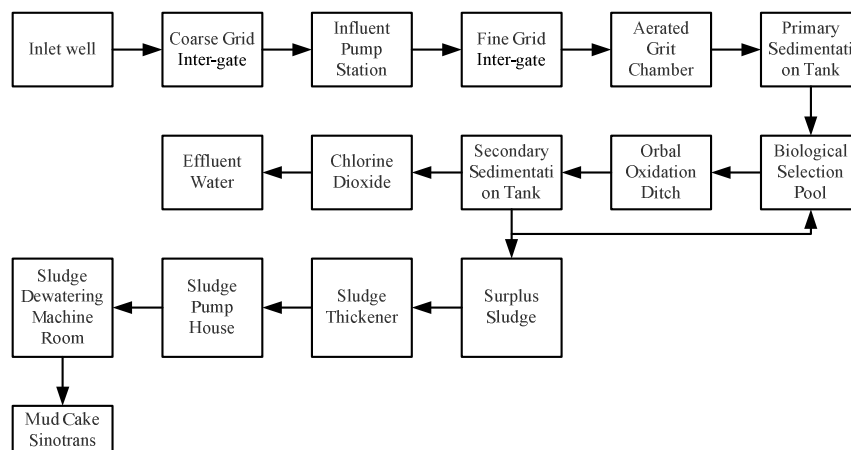 Inlet well
Coarse Grid
Inter-gate
Influent
Pump
Station
Fine Grid
Inter-gate
Aerated
Grit
Chamber
Primary
Sedimentati
on Tank
Effluent
Water
Chlorine
Dioxide
Secondary
Sedimentati
on Tank
Orbal
Oxidation
Ditch
Biological
Selection
Pool
Sludge
Dewatering
Machine
Room
Sludge
Pump
House
Sludge
Thickener
Surplus
Sludge
Mud Cake
Sinotrans